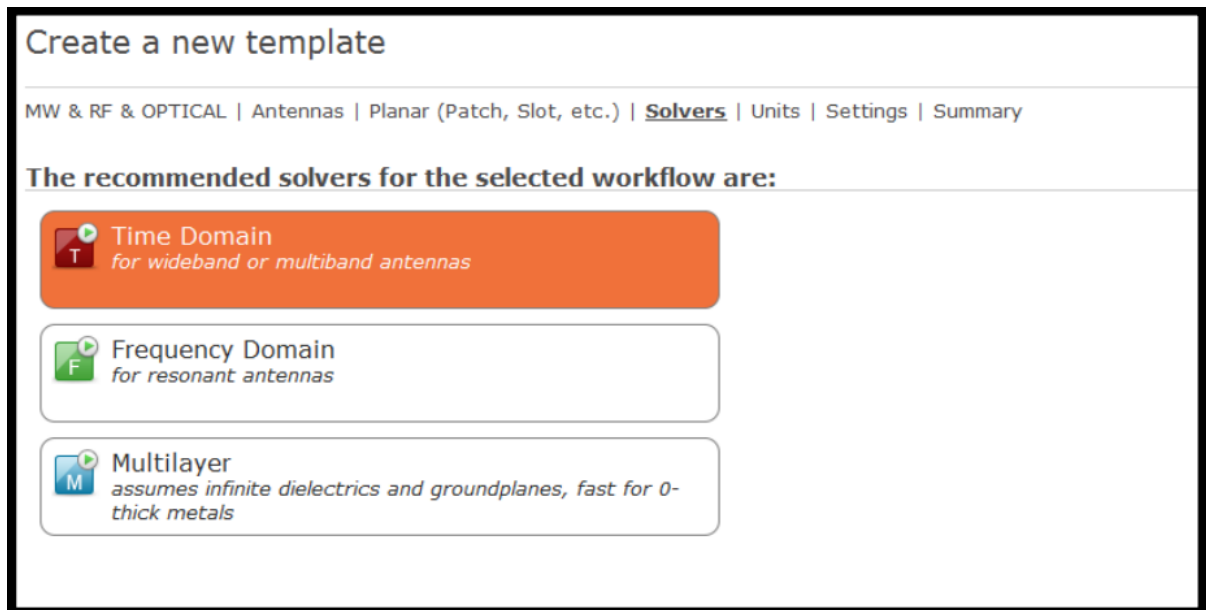 Create a new template
MW & RF & OPTICAL | Antennas | Planar (Patch, Slot, etc.) | Solvers | Units | Settings | Summary
The recommended solvers for the selected workflow are:
T
Time Domain
for wideband or multiband antennas
F
Frequency Domain
for resonant antennas
M
Multilayer
assumes infinite dielectrics and groundplanes, fast for 0-
thick metals